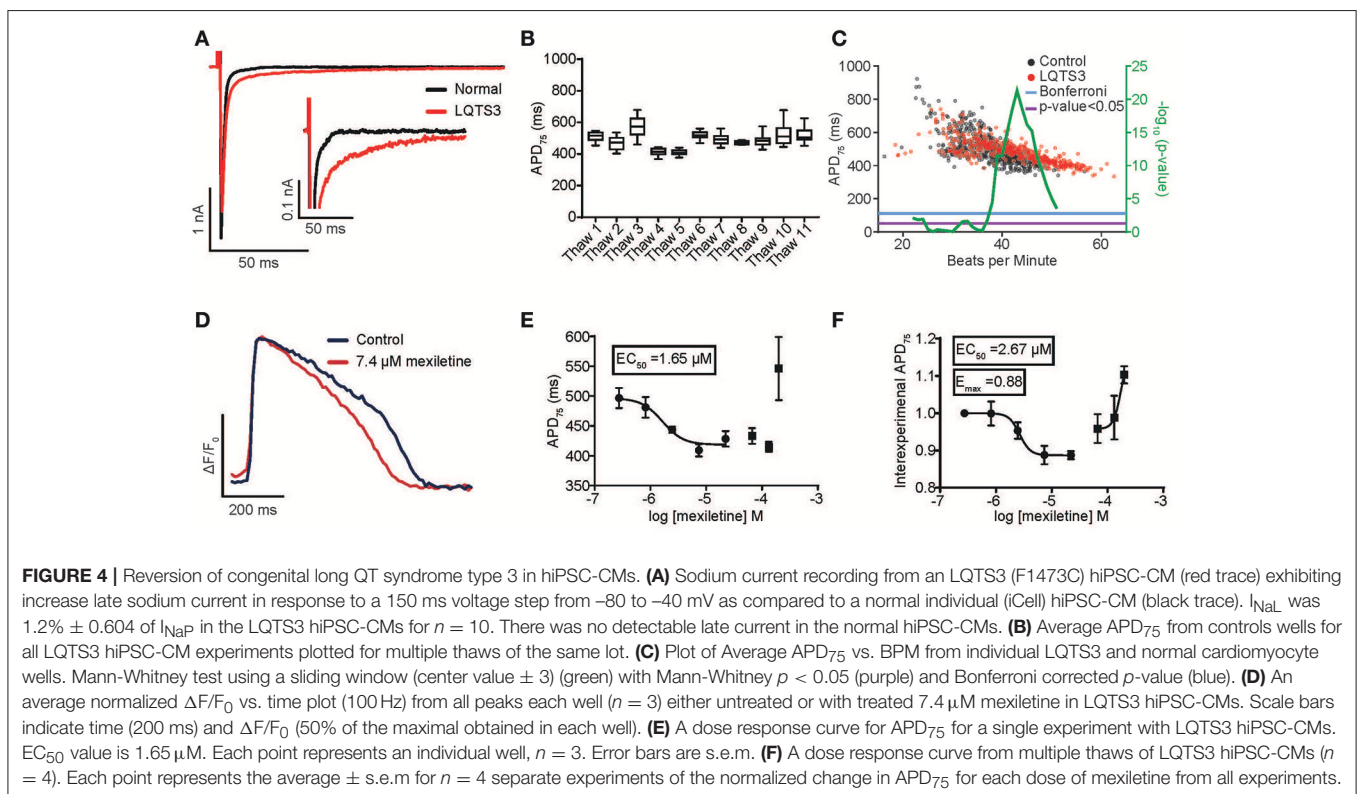 A
Normal
LQTS3
1 nA
50 ms
0.1 nA
50 ms
B
APD75 (ms)
1000
800
600
400
200
0
Thaw 1
Thaw 2
Thaw 3
Thaw 4
Thaw 5
Thaw 6
Thaw 7
Thaw 8
Thaw 9
Thaw 10
Thaw 11
C
Control
LQTS3
Bonferroni
p-value<0.05
APD75 (ms)
1000
800
600
400
200
0
20
40
60
Beats per Minute
25
20
15
10
5
0
-log10 (p-value)
D
Control
7.4 µM mexiletine
ΔF/F0
200 ms
E
EC50 =1.65 µM
APD75 (ms)
600
550
500
450
400
350
-7
-6
-5
-4
-3
log [mexiletine] M
F
EC50 =2.67 µM
Emax =0.88
Interexperimenal APD75
1.2
1.1
1.0
0.9
0.8
-7
-6
-5
-4
-3
log [mexiletine] M
FIGURE 4 | Reversion of congenital long QT syndrome type 3 in hiPSC-CMs. (A) Sodium current recording from an LQTS3 (F1473C) hiPSC-CM (red trace) exhibiting
increase late sodium current in response to a 150 ms voltage step from –80 to –40 mV as compared to a normal individual (iCell) hiPSC-CM (black trace). INaL was
1.2% ± 0.604 of INaP in the LQTS3 hiPSC-CMs for n = 10. There was no detectable late current in the normal hiPSC-CMs. (B) Average APD75 from controls wells for
all LQTS3 hiPSC-CM experiments plotted for multiple thaws of the same lot. (C) Plot of Average APD75 vs. BPM from individual LQTS3 and normal cardiomyocyte
wells. Mann-Whitney test using a sliding window (center value ± 3) (green) with Mann-Whitney p < 0.05 (purple) and Bonferroni corrected p-value (blue). (D) An
average normalized ΔF/F0 vs. time plot (100 Hz) from all peaks each well (n = 3) either untreated or with treated 7.4 µM mexiletine in LQTS3 hiPSC-CMs. Scale bars
indicate time (200 ms) and ΔF/F0 (50% of the maximal obtained in each well). (E) A dose response curve for APD75 for a single experiment with LQTS3 hiPSC-CMs.
EC50 value is 1.65 µM. Each point represents an individual well, n = 3. Error bars are s.e.m. (F) A dose response curve from multiple thaws of LQTS3 hiPSC-CMs (n
= 4). Each point represents the average ± s.e.m for n = 4 separate experiments of the normalized change in APD75 for each dose of mexiletine from all experiments.